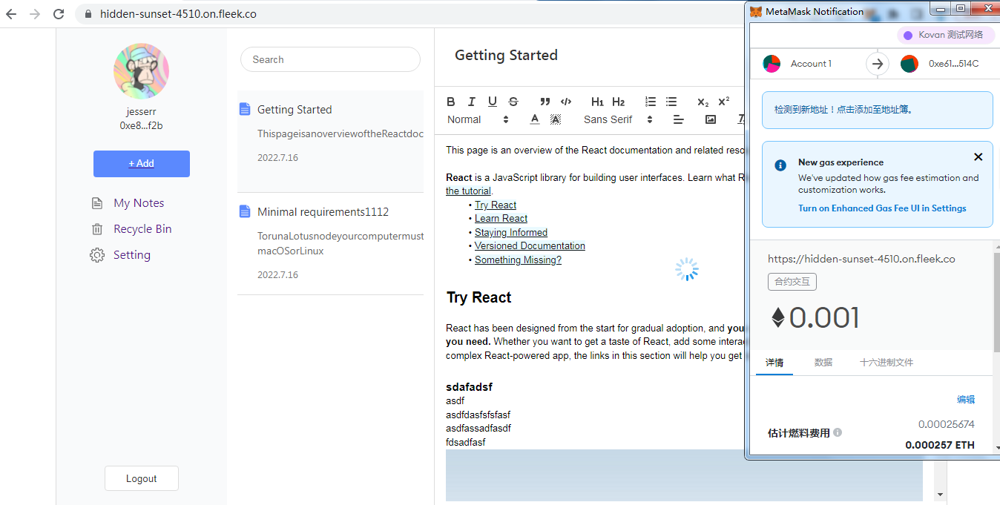 hidden-sunset-4510.on.fleek.co
jesserr
0xe8...f2b
+ Add
My Notes
Recycle Bin
Setting
Logout
Search
Getting Started
ThispageisanoverviewoftheReactdoc
2022.7.16
Minimal requirements1112
TorunaLotusnodeyourcomputermust
macOSorLinux
2022.7.16
Getting Started
B I U S H1 H2 X2 X2
Normal A A Sans Serif
This page is an overview of the React documentation and related reso
React is a JavaScript library for building user interfaces. Learn what R
the tutorial.
• Try React
• Learn React
• Staying Informed
• Versioned Documentation
• Something Missing?
Try React
React has been designed from the start for gradual adoption, and you
you need. Whether you want to get a taste of React, add some intera
complex React-powered app, the links in this section will help you get
sdafadsf
asdf
asdfdasfsfsfasf
asdfassadfasdf
fdsadfasf
MetaMask Notification
Kovan 测试网络
Account 1
0xe61...514C
检测到新地址！点击添加至地址簿。
New gas experience
We've updated how gas fee estimation and
customization works.
Turn on Enhanced Gas Fee UI in Settings
https://hidden-sunset-4510.on.fleek.co
合约交互
0.001
详情 数据 十六进制文件
编辑
0.00025674
估计燃料费用
0.000257 ETH